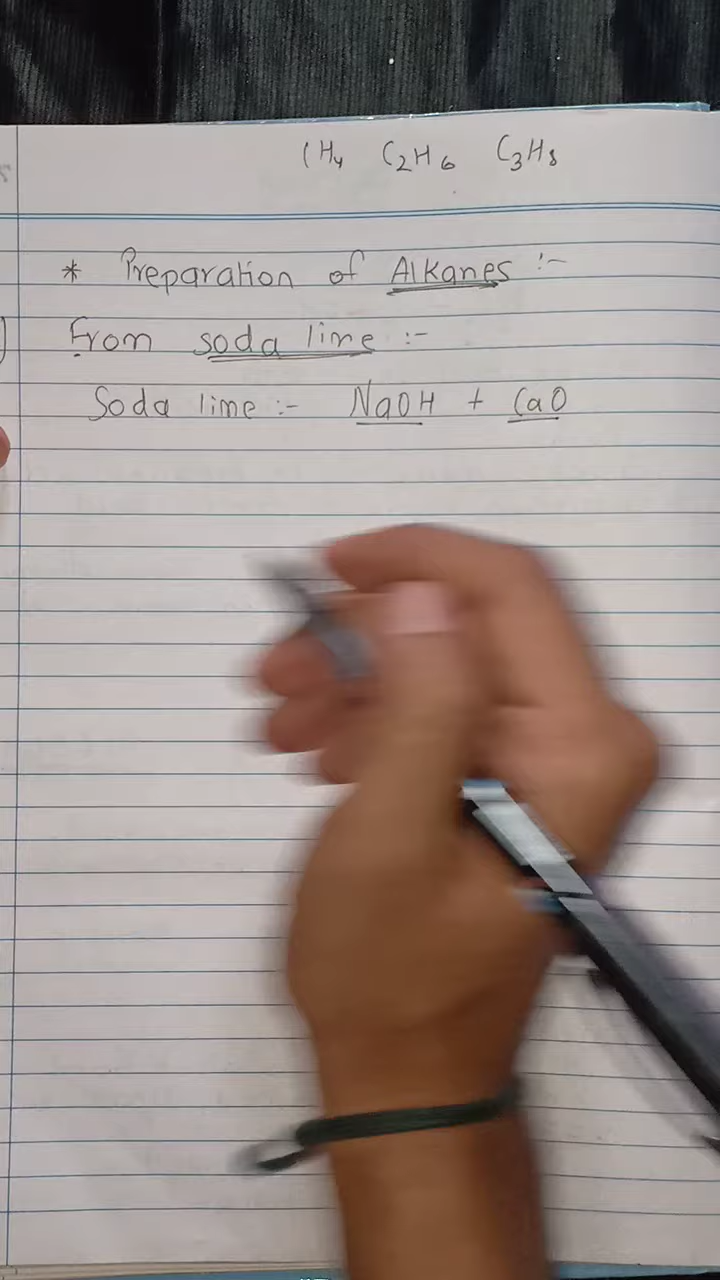 CH4 C2H6 C3H8
* Preparation of Alkanes :-
) From soda lime :-
Soda lime :- NaOH + CaO